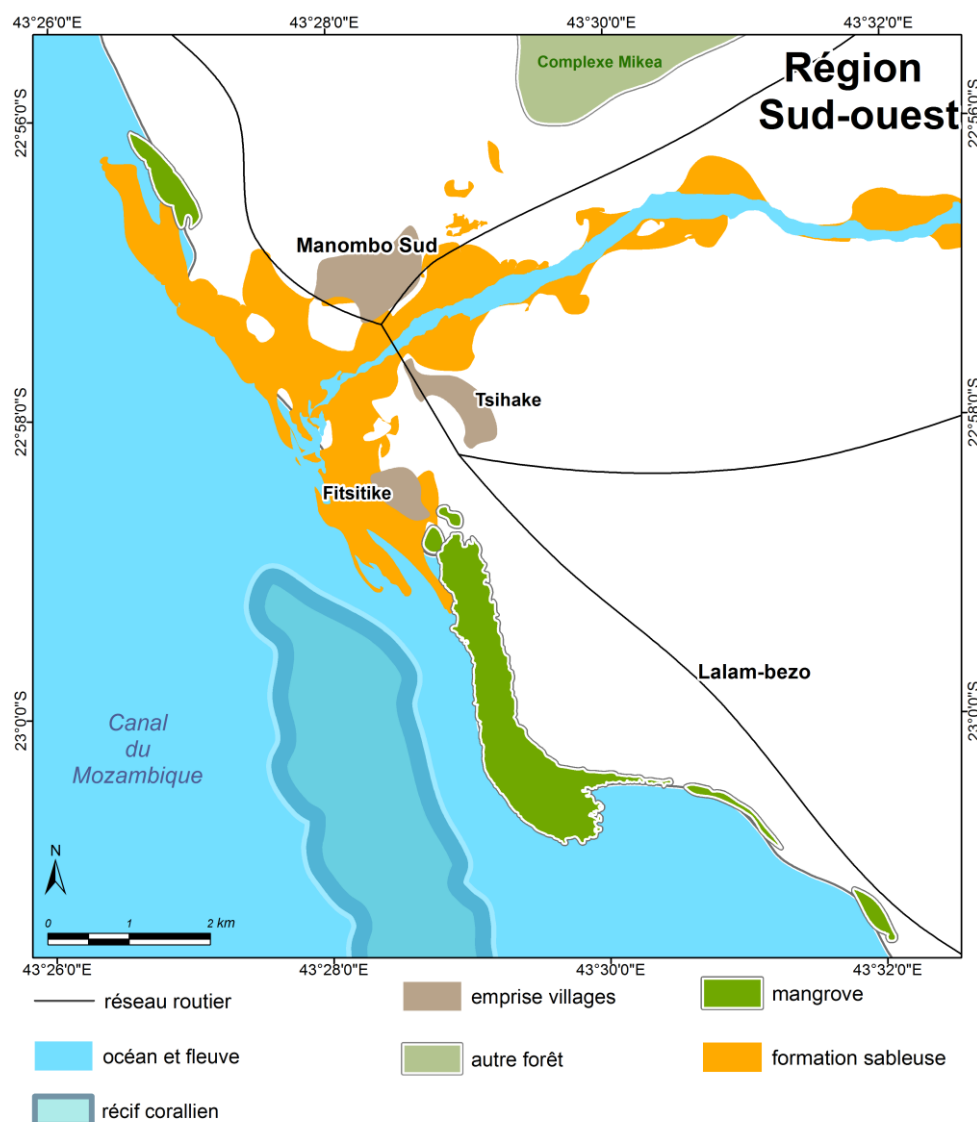 43°26'0"E 43°28'0"E 43°30'0"E 43°32'0"E
Complexe Mikea
Région
Sud-ouest
22°56'0"S 22°56'0"S
Manombo Sud
Tsihake
22°58'0"S 22°58'0"S
Fitsitike
Lalam-bezo
23°0'0"S 23°0'0"S
Canal
du
Mozambique
N
0 1 2 km
43°26'0"E 43°28'0"E 43°30'0"E 43°32'0"E
réseau routier emprise villages mangrove
océan et fleuve autre forêt formation sableuse
récif corallien